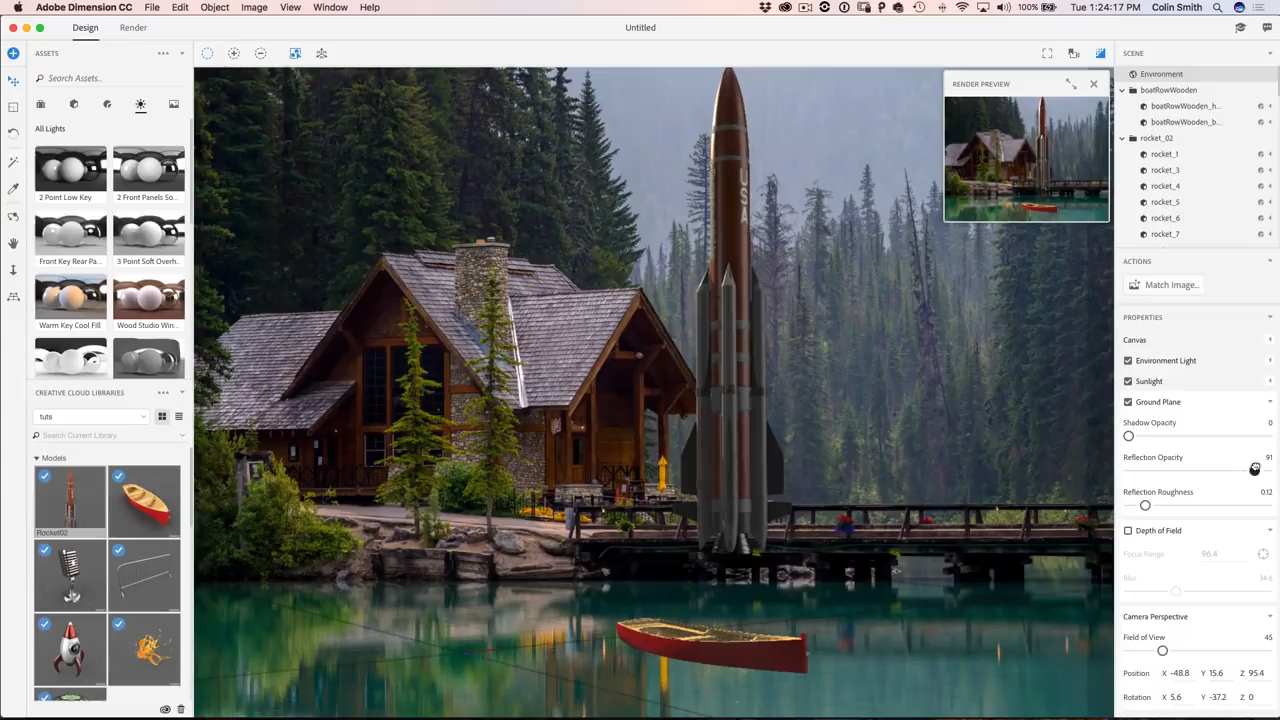 Adobe Dimension CC File Edit Object Image View Window Help 100% Tue 1:24:17 PM Colin Smith
Design Render Untitled
ASSETS
Search Assets..
All Lights
2 Point Low Key 2 Front Panels So...
Front Key Rear Pa... 3 Point Soft Overh...
Warm Key Cool Fill Wood Studio Win...
CREATIVE CLOUD LIBRARIES
tuts
Search Current Library
Models
Rocket02
USA
RENDER PREVIEW
SCENE
Environment
boatRowWooden
boatRowWooden_h...
boatRowWooden_b...
rocket_02
rocket_1
rocket_3
rocket_4
rocket_5
rocket_6
rocket_7
ACTIONS
Match Image..
PROPERTIES
Canvas
Environment Light
Sunlight
Ground Plane
Shadow Opacity 0
Reflection Opacity 91
Reflection Roughness 0.12
Depth of Field
Focus Range 96.4
Blur 34.6
Camera Perspective
Field of View 45
Position X -48.8 Y 15.6 Z 95.4
Rotation X 5.6 Y -37.2 Z 0